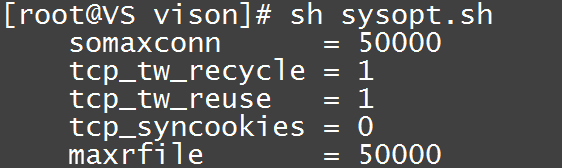 [root@VS vison]# sh sysopt.sh
somaxconn = 50000
tcp_tw_recycle = 1
tcp_tw_reuse = 1
tcp_syncookies = 0
maxrfile = 50000